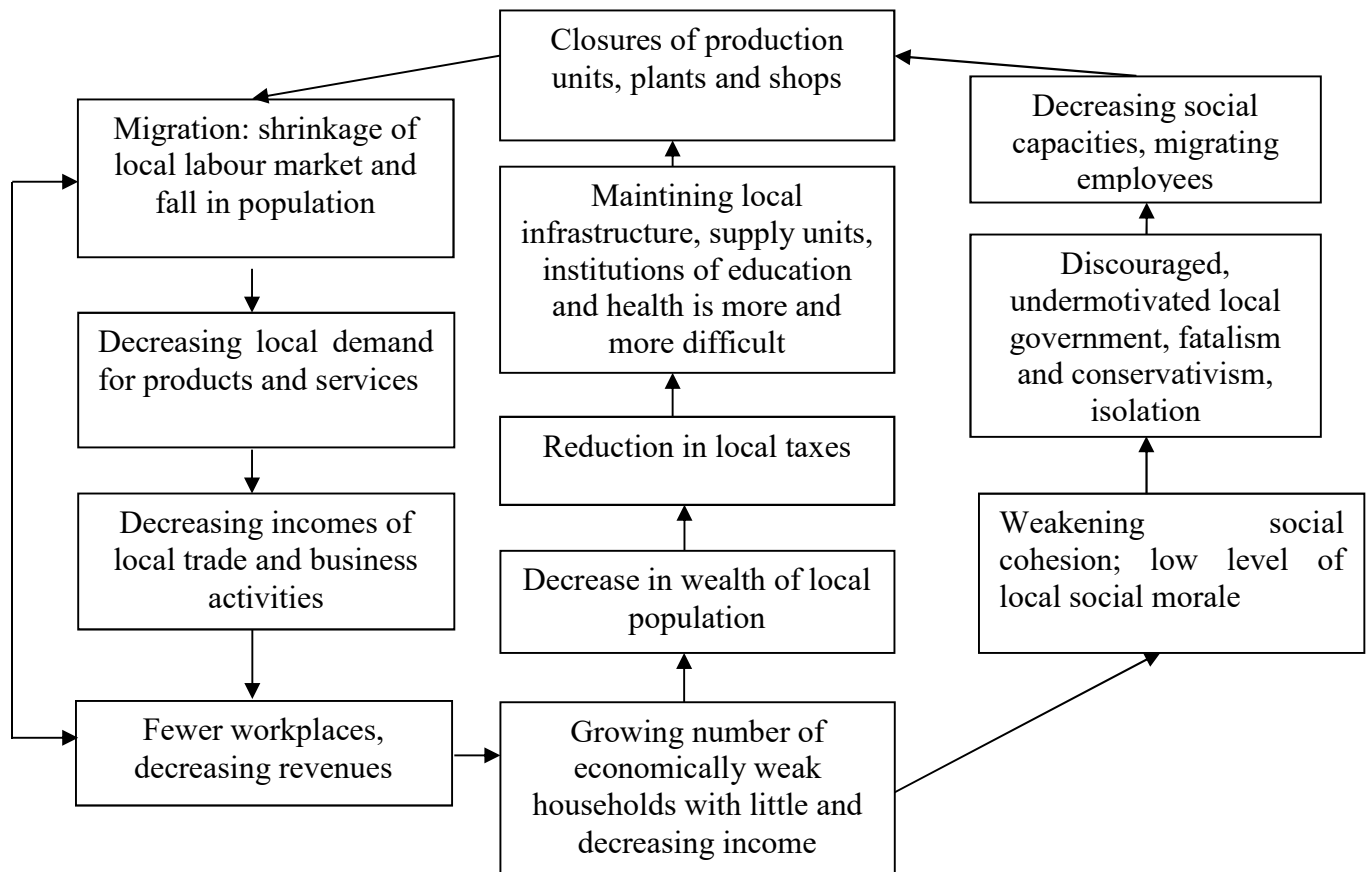 Closures of production
units, plants and shops
Migration: shrinkage of
local labour market and
fall in population
Decreasing local demand
for products and services
Decreasing incomes of
local trade and business
activities
Fewer workplaces,
decreasing revenues
Maintining local
infrastructure, supply units,
institutions of education
and health is more and
more difficult
Reduction in local taxes
Decrease in wealth of local
population
Growing number of
economically weak
households with little and
decreasing income
Decreasing social
capacities, migrating
employees
Discouraged,
undermotivated local
government, fatalism
and conservativism,
isolation
Weakening social
cohesion; low level of
local social morale